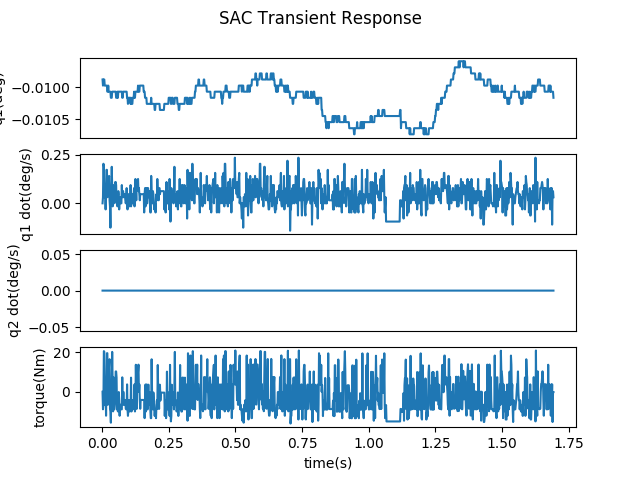 SAC Transient Response
q1(deg)
−0.0100
−0.0105
q1 dot(deg/s)
0.25
0.00
q2 dot(deg/s)
0.05
0.00
−0.05
torque(Nm)
20
0
0.00 0.25 0.50 0.75 1.00 1.25 1.50 1.75
time(s)